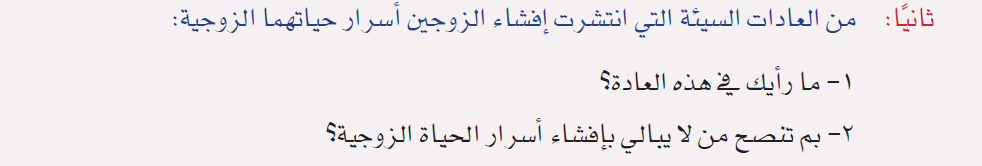 ثانيًا: من العادات السيئة التي انتشرت إفشاء الزوجين أسرار حياتهما الزوجية:
١- ما رأيك في هذه العادة؟
٢- بم تنصح من لا يبالي بإفشاء أسرار الحياة الزوجية؟